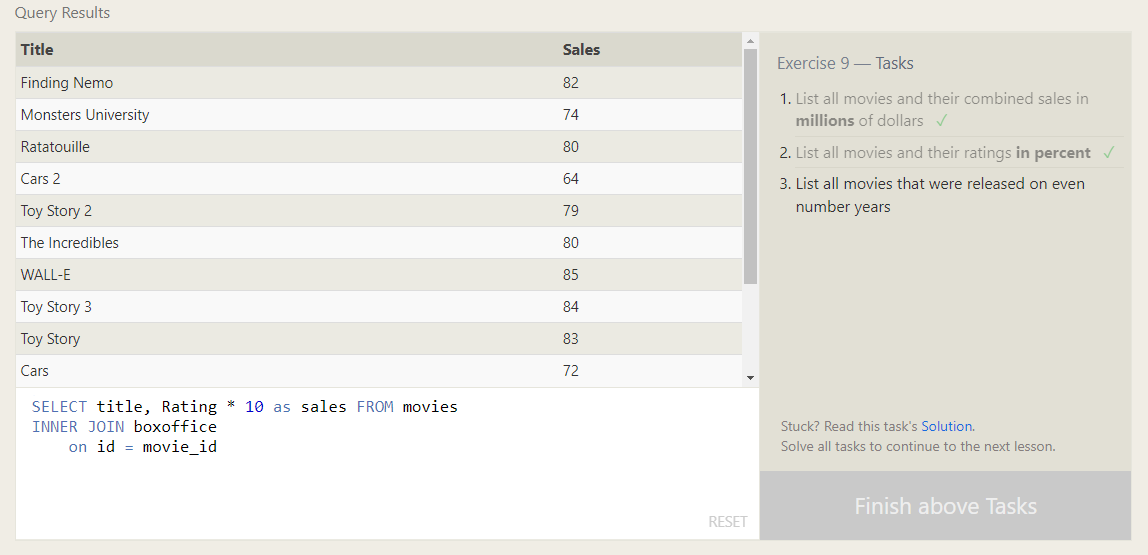 Query Results
Title Sales
Finding Nemo 82
Monsters University 74
Ratatouille 80
Cars 2 64
Toy Story 2 79
The Incredibles 80
WALL-E 85
Toy Story 3 84
Toy Story 83
Cars 72
SELECT title, Rating * 10 as sales FROM movies
INNER JOIN boxoffice
on id = movie_id
RESET
Exercise 9 — Tasks
1. List all movies and their combined sales in
millions of dollars ✓
2. List all movies and their ratings in percent ✓
3. List all movies that were released on even
number years
Stuck? Read this task's Solution.
Solve all tasks to continue to the next lesson.
Finish above Tasks